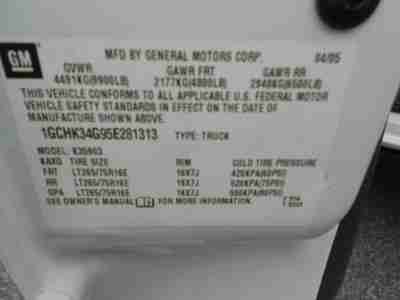 GM
MFD BY GENERAL MOTORS CORP. 04/05
GVWR GAWR FRT GAWR RR
4491KG(9900LB) 2177KG(4800LB)
THIS VEHICLE CONFORMS TO ALL APPLICABLE U.S. FEDERAL MOTOR
VEHICLE SAFETY STANDARDS IN EFFECT ON THE DATE OF
MANUFACTURE SHOWN ABOVE.
1GCHK34G95E281313 TYPE: TRUCK
MODEL:
TIRE SIZE RIM COLD TIRE PRESSURE
FRT LT265/75R16E 16X7J
RR LT265/75R16E 16X7J
SPA LT265/75R16E 16X7J
SEE OWNER'S MANUAL FOR MORE INFORMATION.